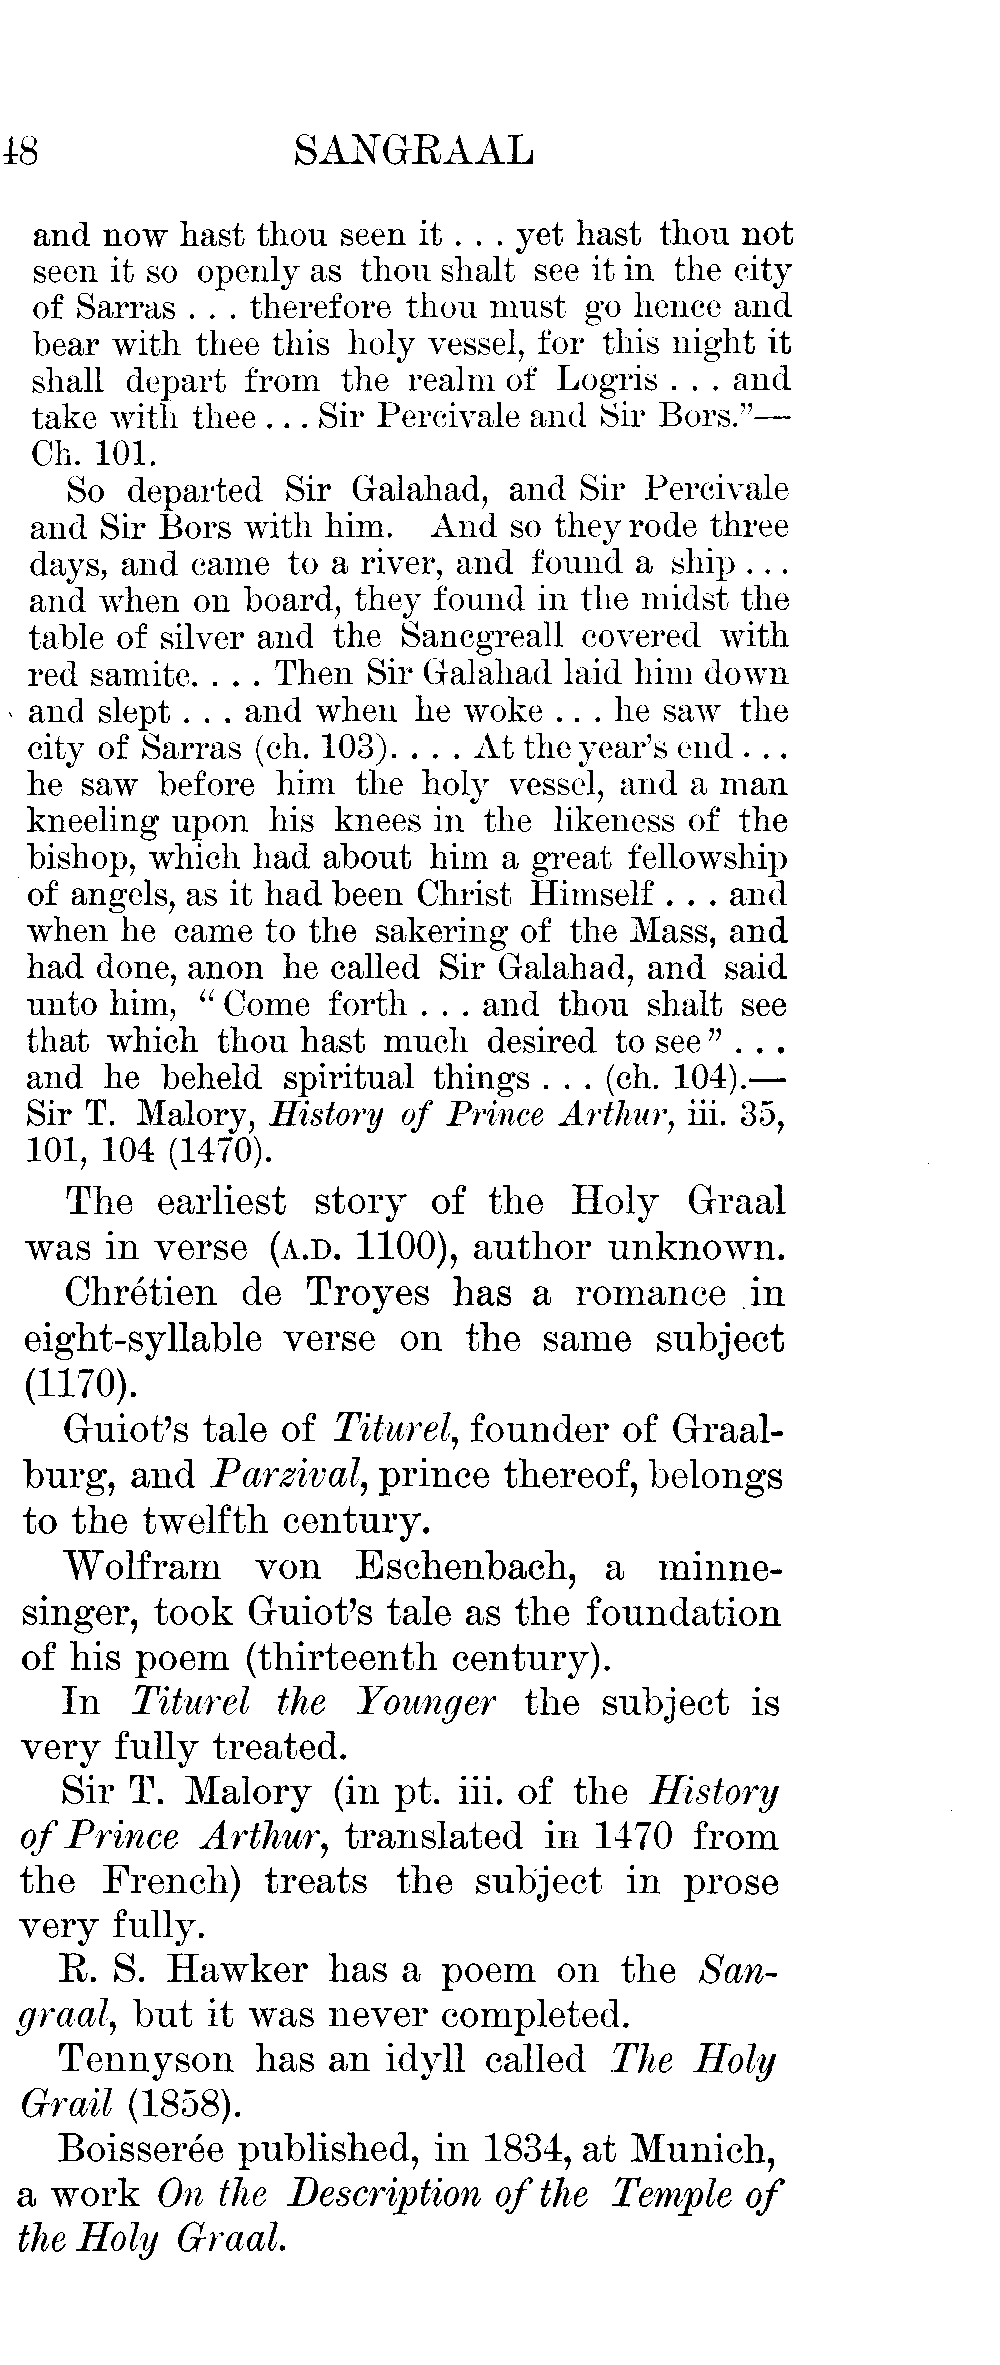 48 SANGRAAL
and now hast thou seen it . . . yet hast thou not
seen it so openly as thou shalt see it in the city
of Sarras . . . therefore thou must go hence and
bear with thee this holy vessel, for this night it
shall depart from the realm of Logris . . . and
take with thee . . . Sir Percivale and Sir Bors."—
Ch. 101.
So departed Sir Galahad, and Sir Percivale
and Sir Bors with him. And so they rode three
days, and came to a river, and found a ship . . .
and when on board, they found in the midst the
table of silver and the Sancgreall covered with
red samite. . . . Then Sir Galahad laid him down
and slept . . . and when he woke . . . he saw the
city of Sarras (ch. 103). . . . At the year's end . . .
he saw before him the holy vessel, and a man
kneeling upon his knees in the likeness of the
bishop, which had about him a great fellowship
of angels, as it had been Christ Himself . . . and
when he came to the sakering of the Mass, and
had done, anon he called Sir Galahad, and said
unto him, "Come forth . . . and thou shalt see
that which thou hast much desired to see" . . .
and he beheld spiritual things . . . (ch. 104).—
Sir T. Malory, History of Prince Arthur, iii. 35,
101, 104 (1470).
The earliest story of the Holy Graal
was in verse (A.D. 1100), author unknown.
Chrétien de Troyes has a romance in
eight-syllable verse on the same subject
(1170).
Guiot's tale of Titurel, founder of Graal-
burg, and Parzival, prince thereof, belongs
to the twelfth century.
Wolfram von Eschenbach, a minne-
singer, took Guiot's tale as the foundation
of his poem (thirteenth century).
In Titurel the Younger the subject is
very fully treated.
Sir T. Malory (in pt. iii. of the History
of Prince Arthur, translated in 1470 from
the French) treats the subject in prose
very fully.
R. S. Hawker has a poem on the San-
graal, but it was never completed.
Tennyson has an idyll called The Holy
Grail (1858).
Boisserée published, in 1834, at Munich,
a work On the Description of the Temple of
the Holy Graal.